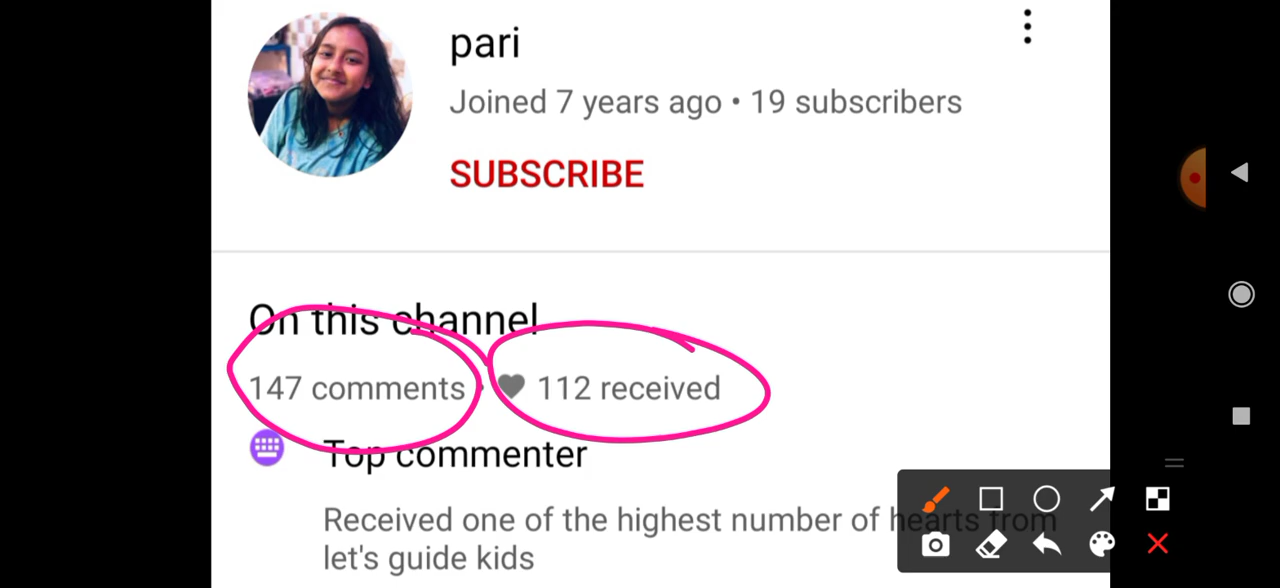 pari
Joined 7 years ago • 19 subscribers
SUBSCRIBE
On this channel
147 comments • 112 received
Top commenter
Received one of the highest number of hearts from
let's guide kids